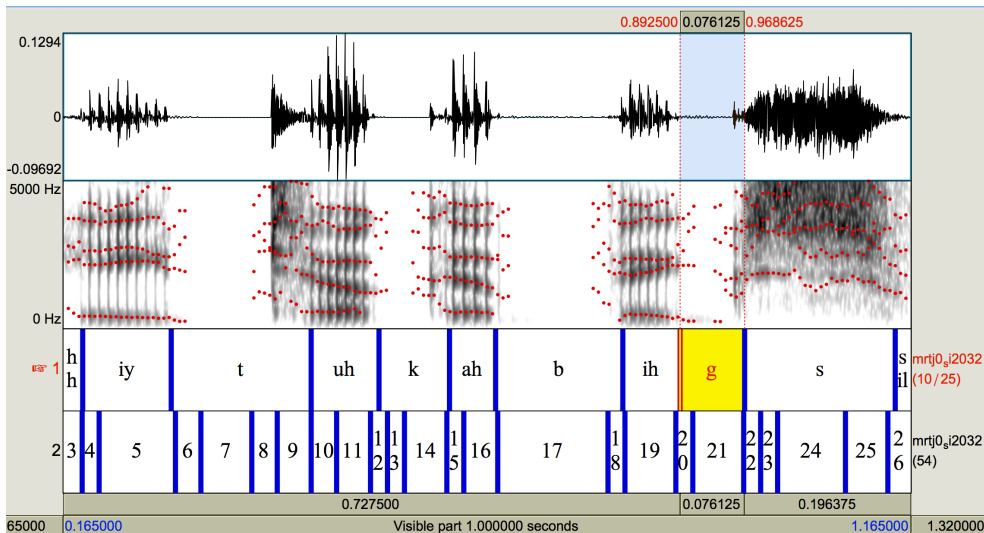 0.892500 0.076125 0.968625
0.1294
0
-0.09692
5000 Hz
0 Hz
☞ 1 hh iy t uh k ah b ih g s sil mrtj0_si2032
(10/25)
2 3 4 5 6 7 8 9 10 11 12 13 14 15 16 17 18 19 20 21 22 23 24 25 26 mrtj0_si2032
(54)
0.727500 0.076125 0.196375
65000 0.165000 Visible part 1.000000 seconds 1.165000 1.320000